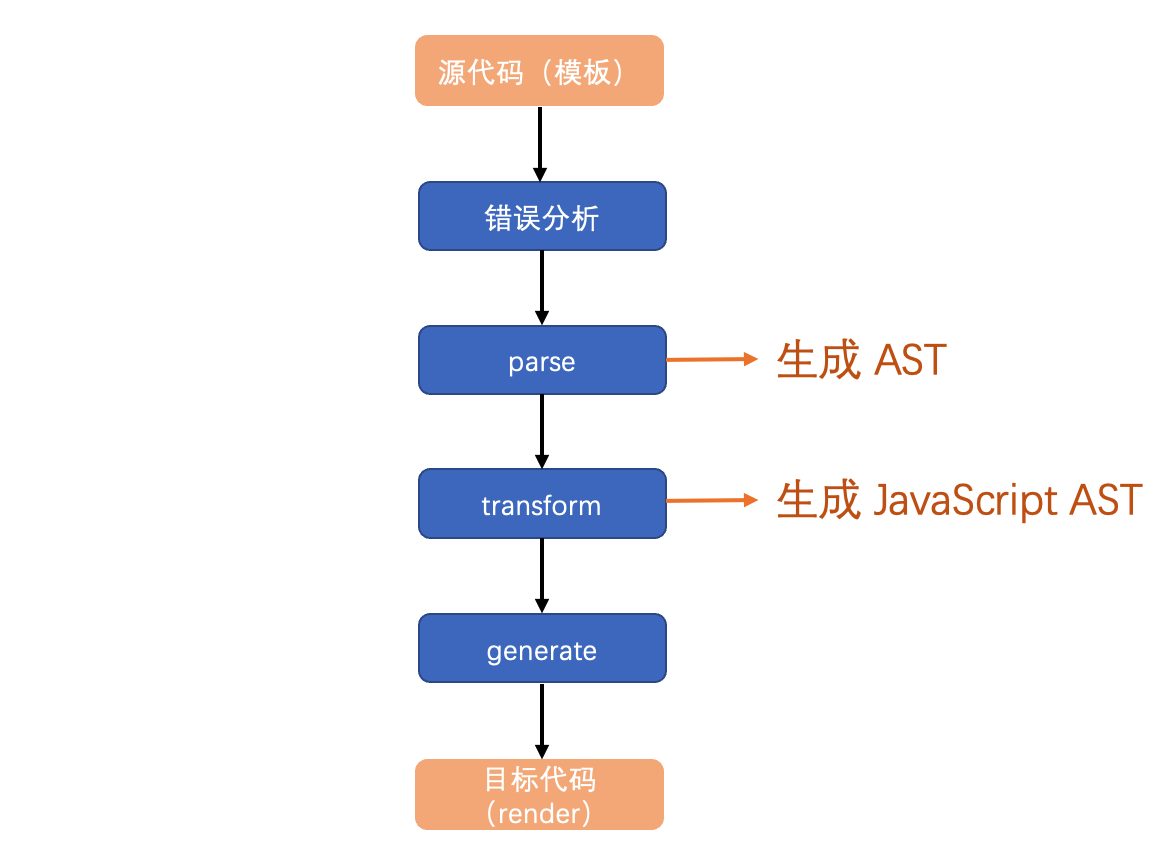 源代码（模板）
错误分析
parse
生成 AST
transform
生成 JavaScript AST
generate
目标代码
（render）